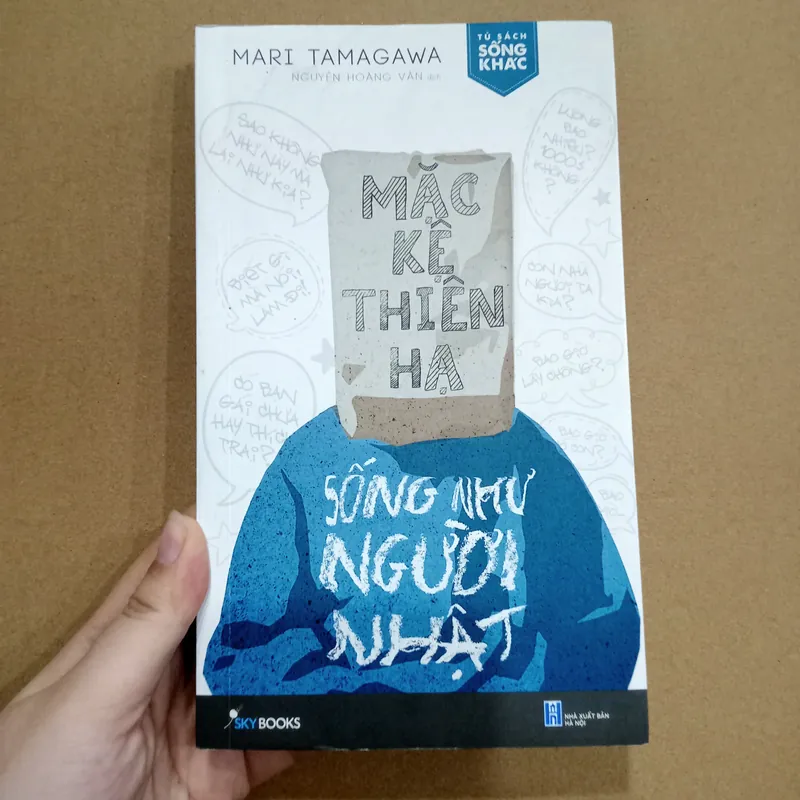 MARI TAMAGAWA
NGUYỄN HOÀNG VÂN dịch
TỦ SÁCH
SỐNG
KHÁC
SAO KHÔNG
NHƯ NÀY MÀ
LẠI NHƯ KIA?
LƯƠNG
BAO
NHIÊU?
1000$
KHÔNG
?
MẶC
KỆ
THIÊN
HẠ
BIẾT GÌ
MÀ NÓI,
LÀM ĐI!
CON NHÀ
NGƯỜI TA
KIA?
BAO GIỜ
LẤY CHỒNG?
CÓ BẠN
GÁI CHƯA
HAY THÍCH
TRAI?
BAO GIỜ
CON?
BAO
SỐNG NHƯ
NGƯỜI
NHẬT
SKYBOOKS
NHÀ XUẤT BẢN
HÀ NỘI